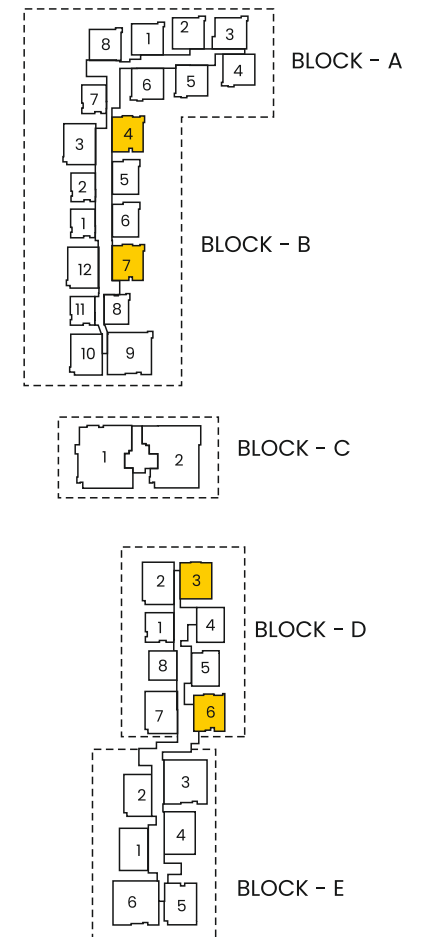 8 1 2 3
BLOCK - A
6 5 4
7
4
3
5
2
6
1
BLOCK - B
12 7
11 8
10 9
BLOCK - C
1 2
2 3
1 4
BLOCK - D
8 5
7 6
2 3
1 4
6 5
BLOCK - E